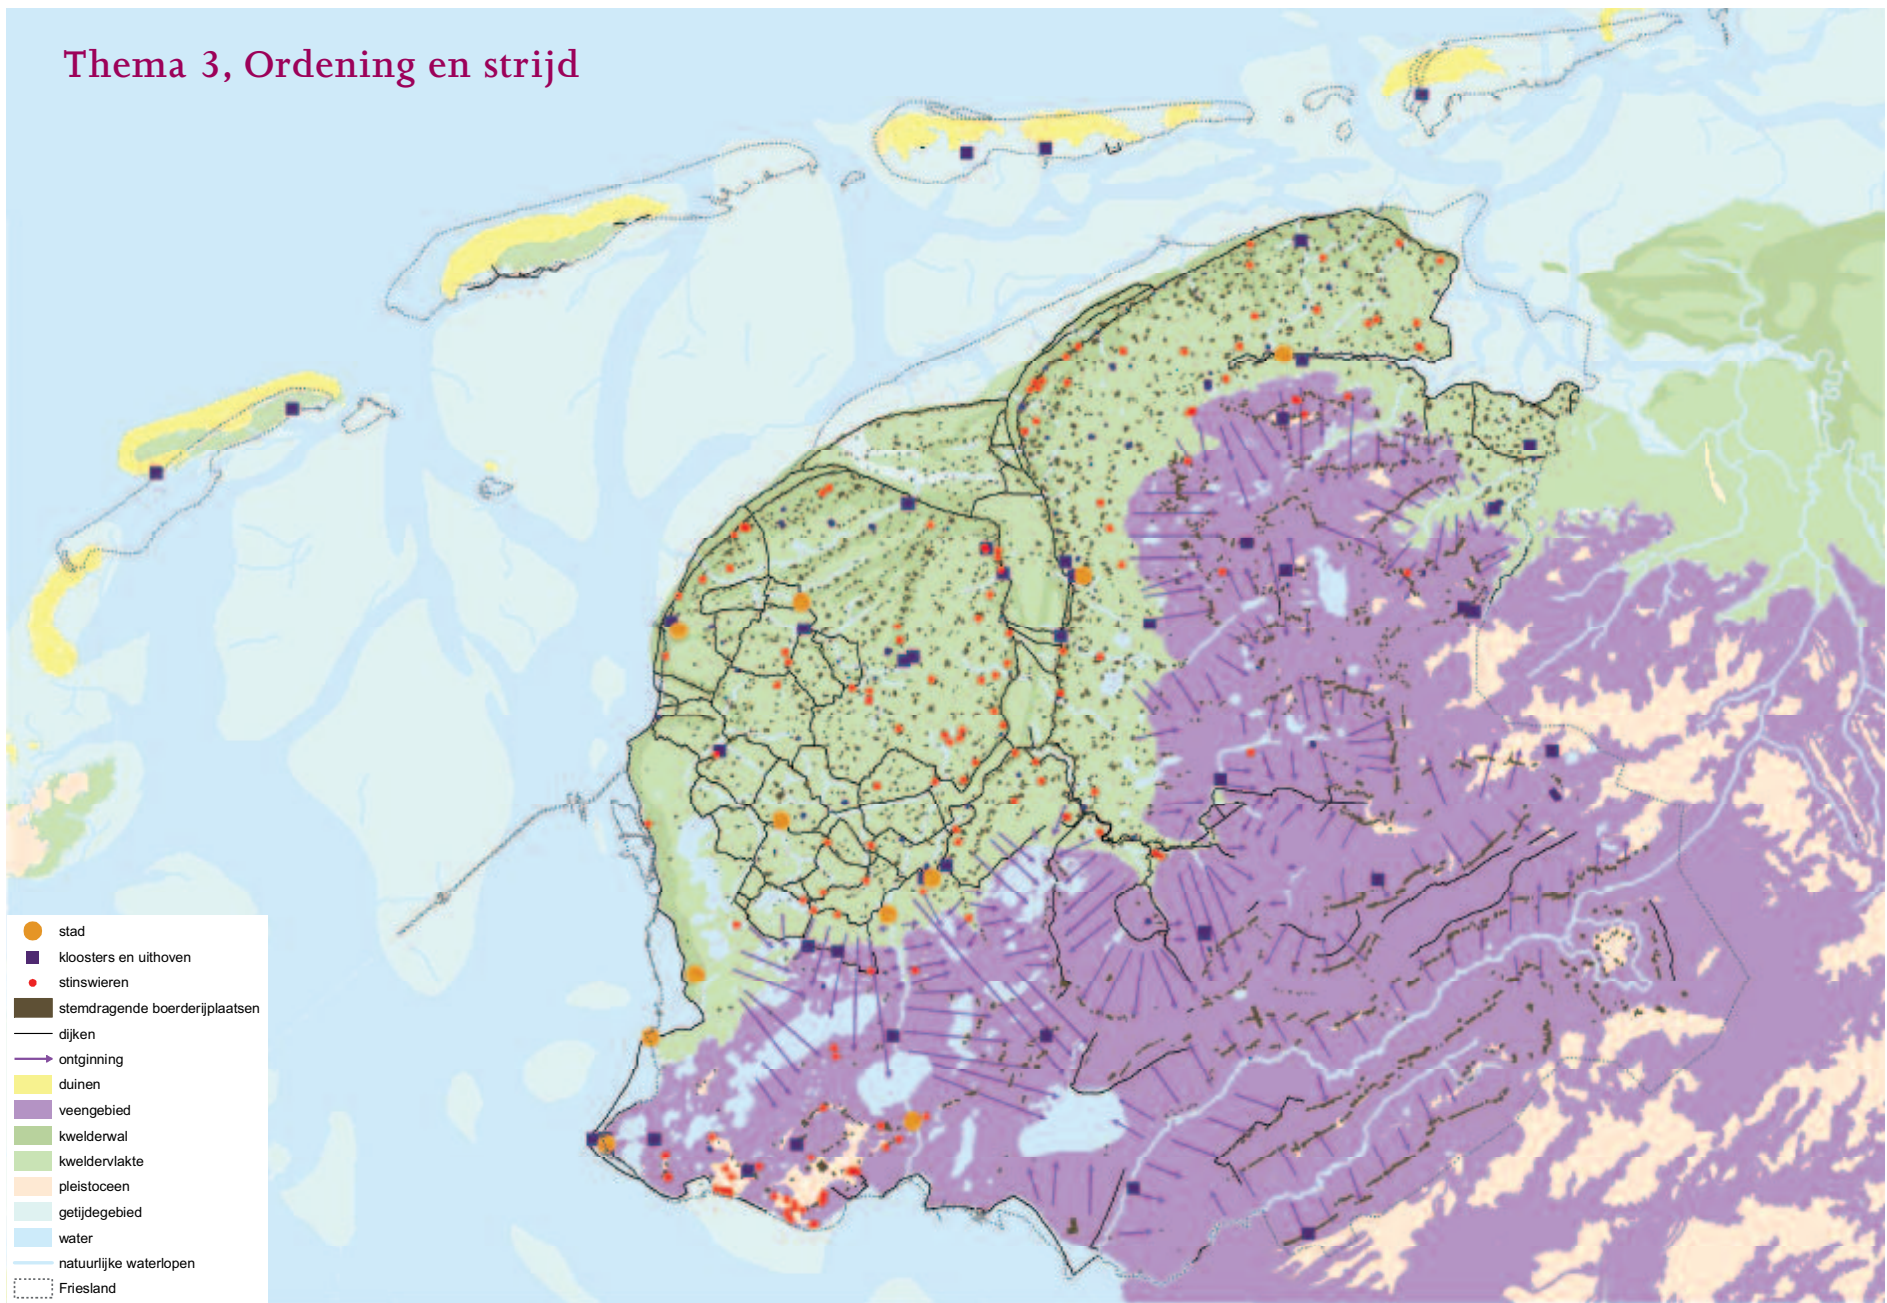 Thema 3, Ordening en strijd
stad
kloosters en uithoven
stinswieren
stemdragende boerderijplaatsen
dijken
ontginning
duinen
veengebied
kwelderwal
kweldervlakte
pleistoceen
getijdegebied
water
natuurlijke waterlopen
Friesland